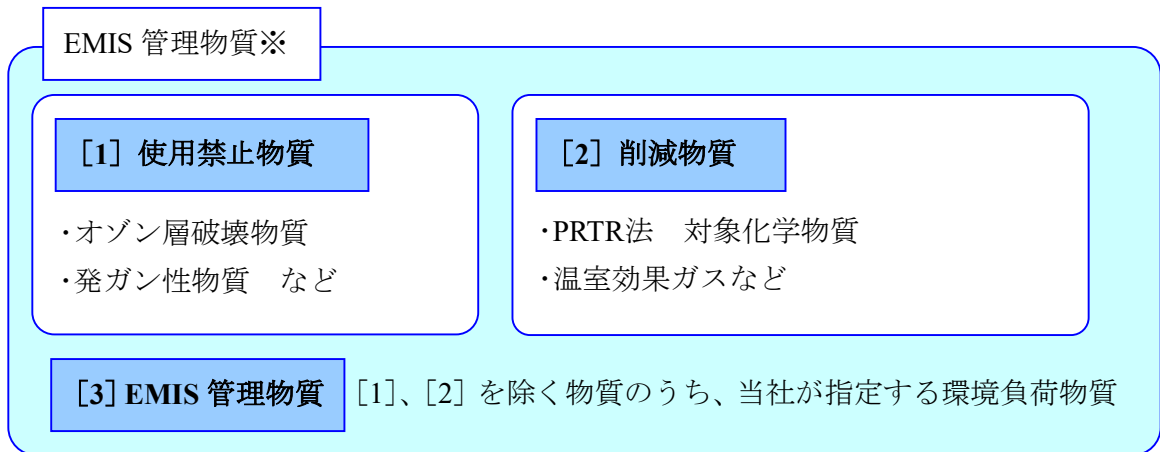 EMIS 管理物質※
［1］使用禁止物質
・オゾン層破壊物質
・発ガン性物質　など
［2］削減物質
・PRTR法　対象化学物質
・温室効果ガスなど
［3］EMIS 管理物質 ［1］、［2］を除く物質のうち、当社が指定する環境負荷物質